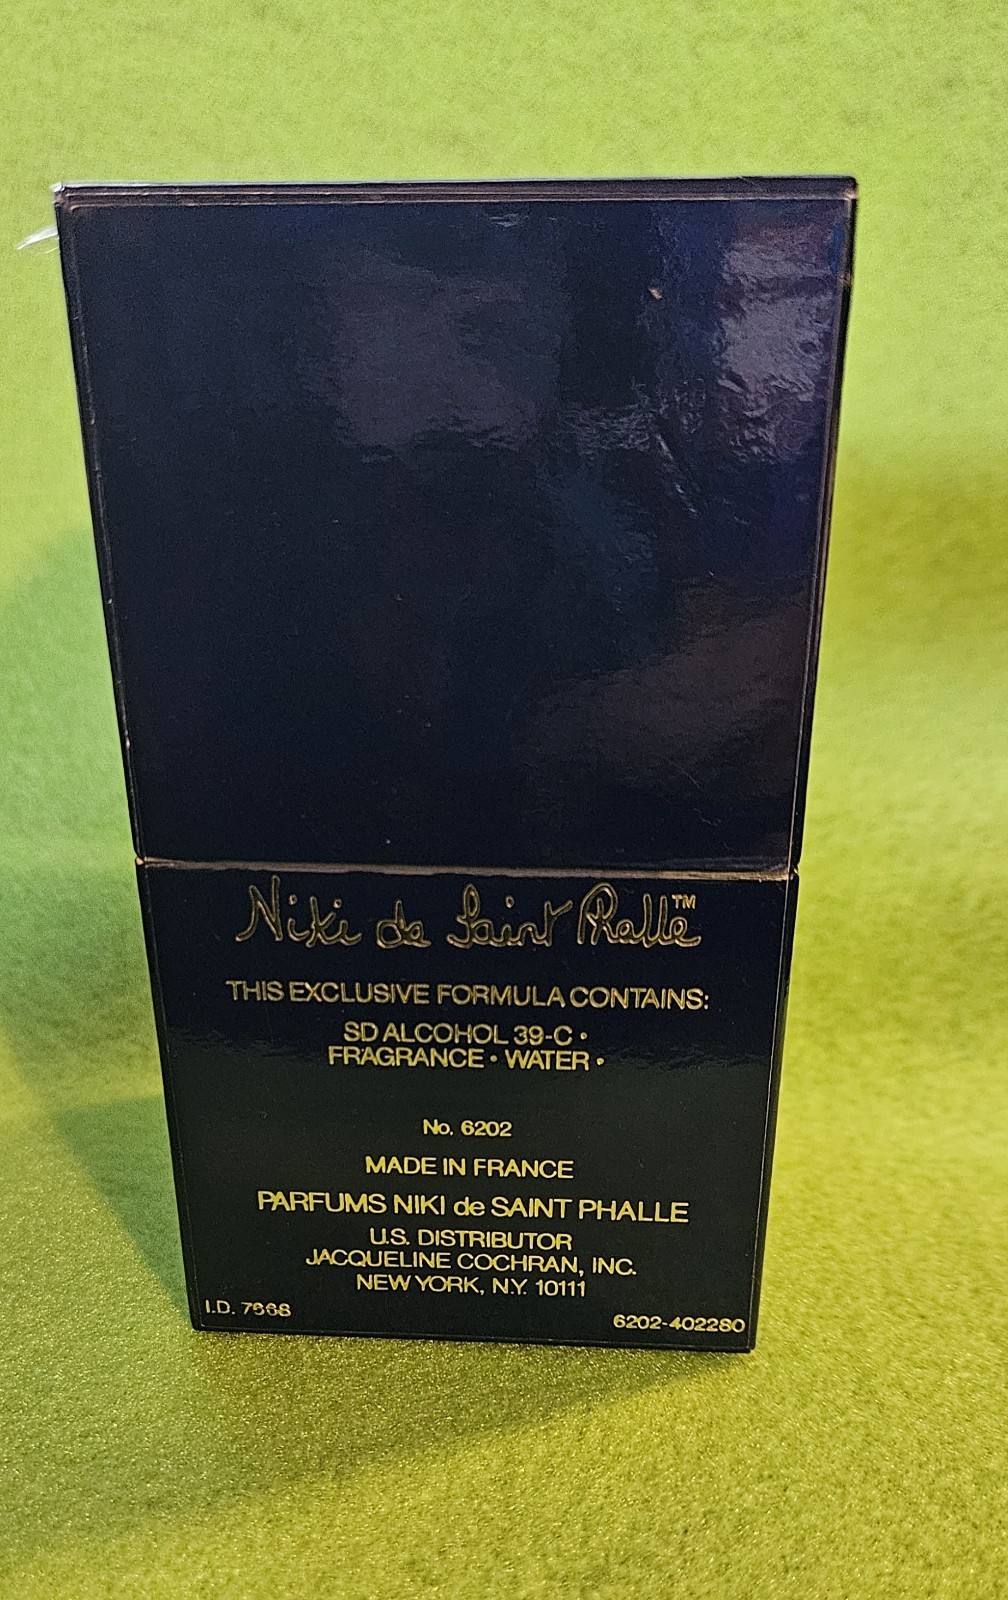 Niki de Saint Phalle™
THIS EXCLUSIVE FORMULA CONTAINS:
SD ALCOHOL 39-C •
FRAGRANCE • WATER •
No. 6202
MADE IN FRANCE
PARFUMS NIKI de SAINT PHALLE
U.S. DISTRIBUTOR
JACQUELINE COCHRAN, INC.
NEW YORK, N.Y. 10111
I.D. 7668
6202-402280